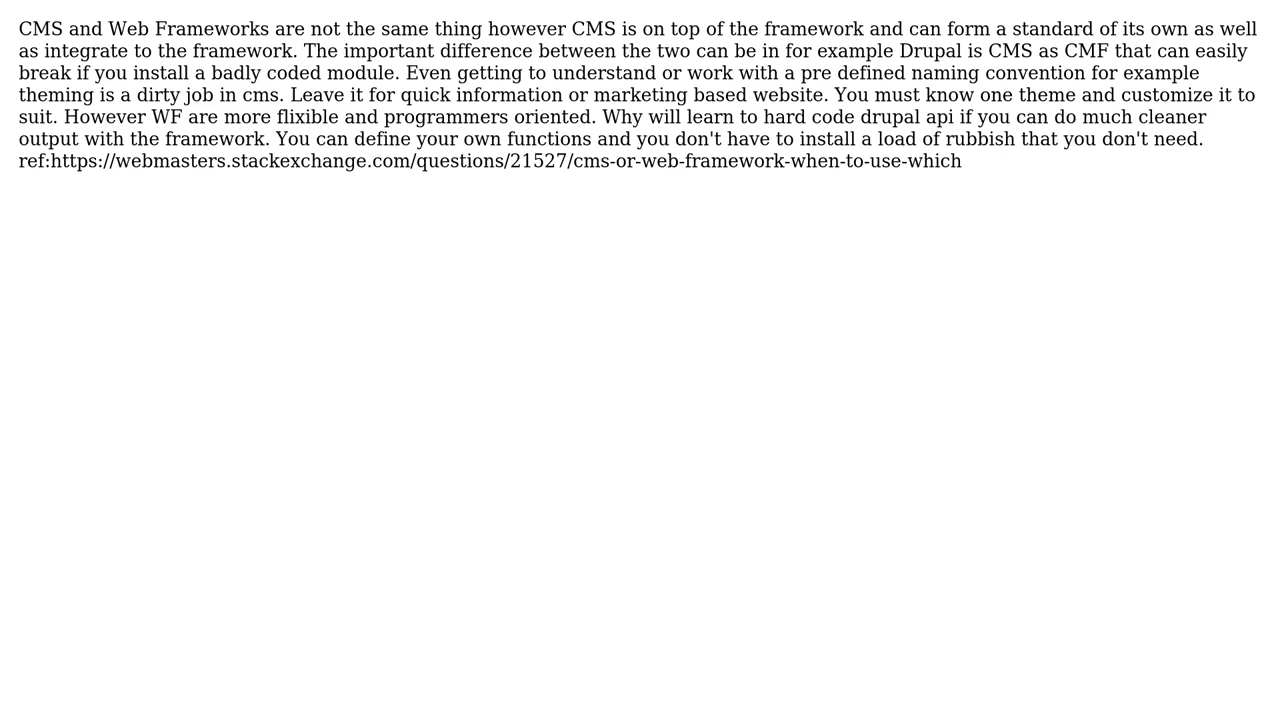 CMS and Web Frameworks are not the same thing however CMS is on top of the framework and can form a standard of its own as well
as integrate to the framework. The important difference between the two can be in for example Drupal is CMS as CMF that can easily
break if you install a badly coded module. Even getting to understand or work with a pre defined naming convention for example
theming is a dirty job in cms. Leave it for quick information or marketing based website. You must know one theme and customize it to
suit. However WF are more flixible and programmers oriented. Why will learn to hard code drupal api if you can do much cleaner
output with the framework. You can define your own functions and you don't have to install a load of rubbish that you don't need.
ref:https://webmasters.stackexchange.com/questions/21527/cms-or-web-framework-when-to-use-which